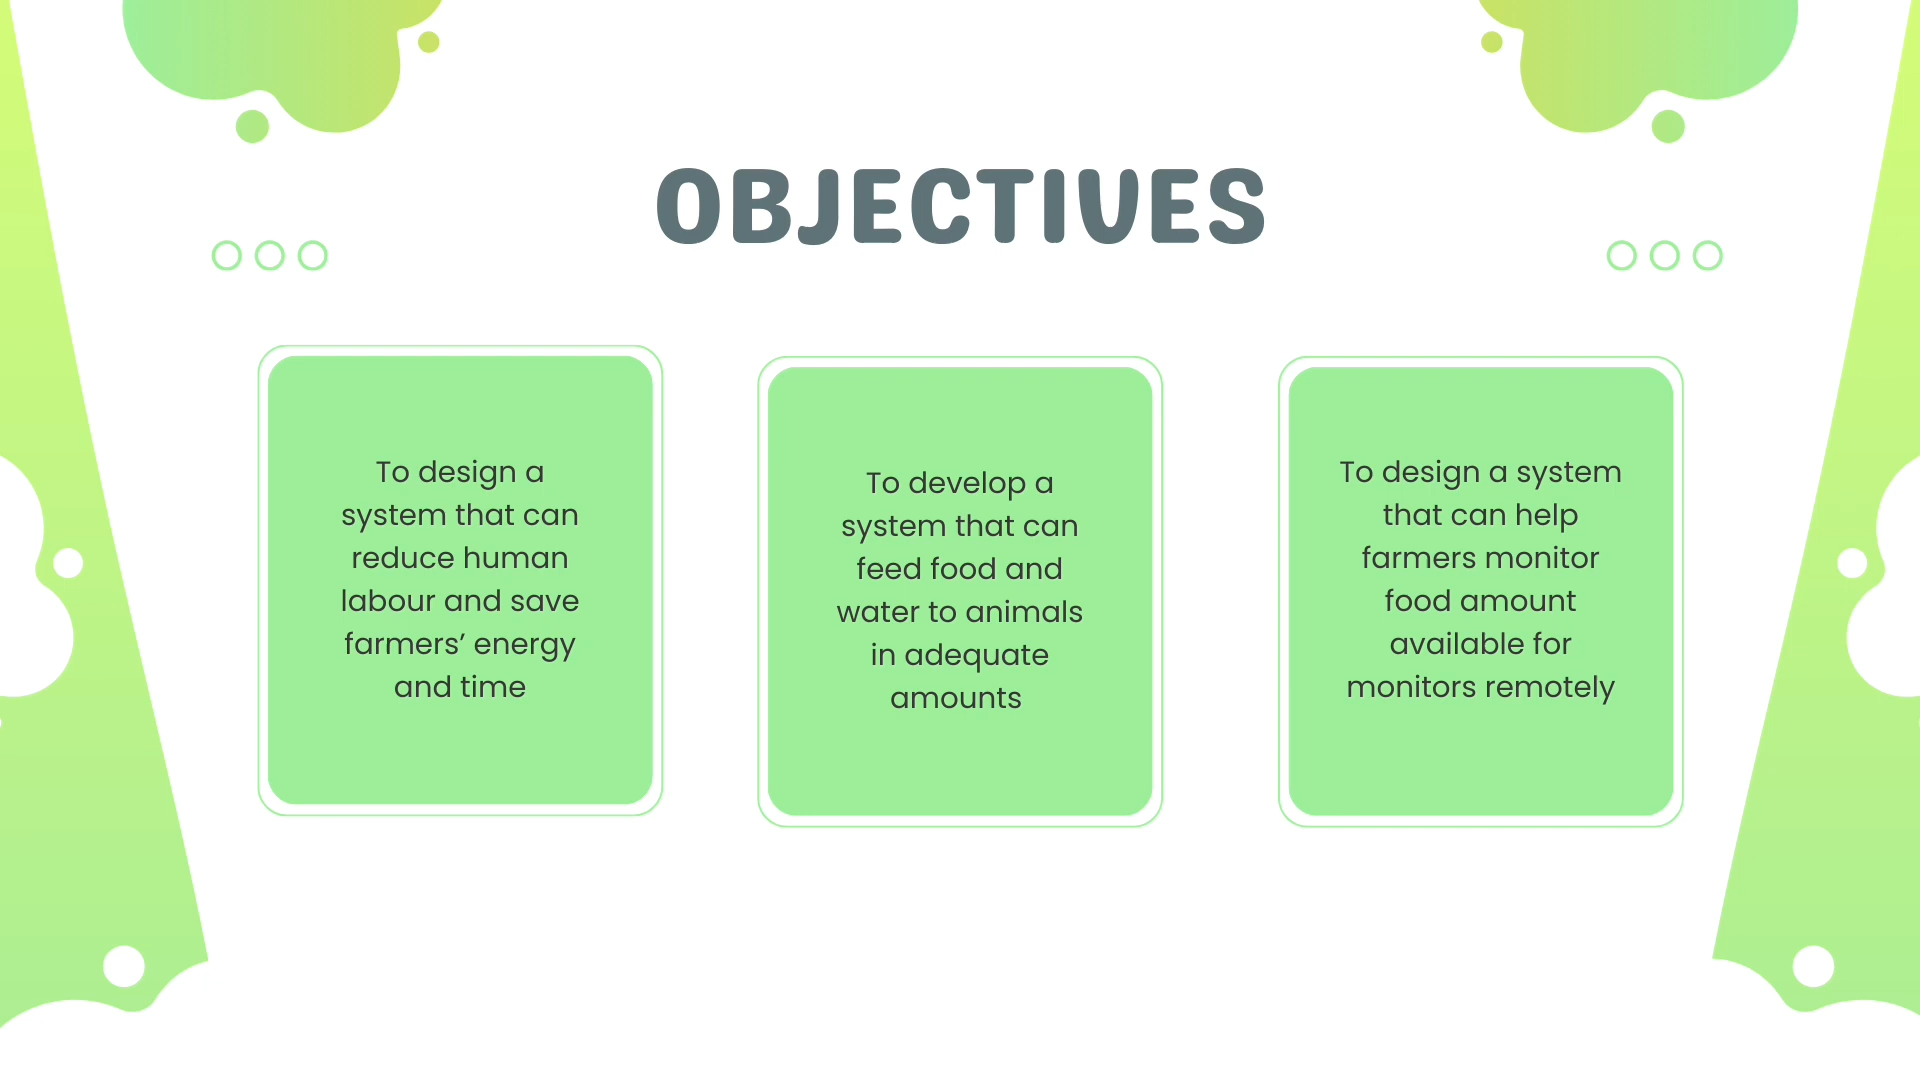 OBJECTIVES
To design a
system that can
reduce human
labour and save
farmers’ energy
and time
To develop a
system that can
feed food and
water to animals
in adequate
amounts
To design a system
that can help
farmers monitor
food amount
available for
monitors remotely